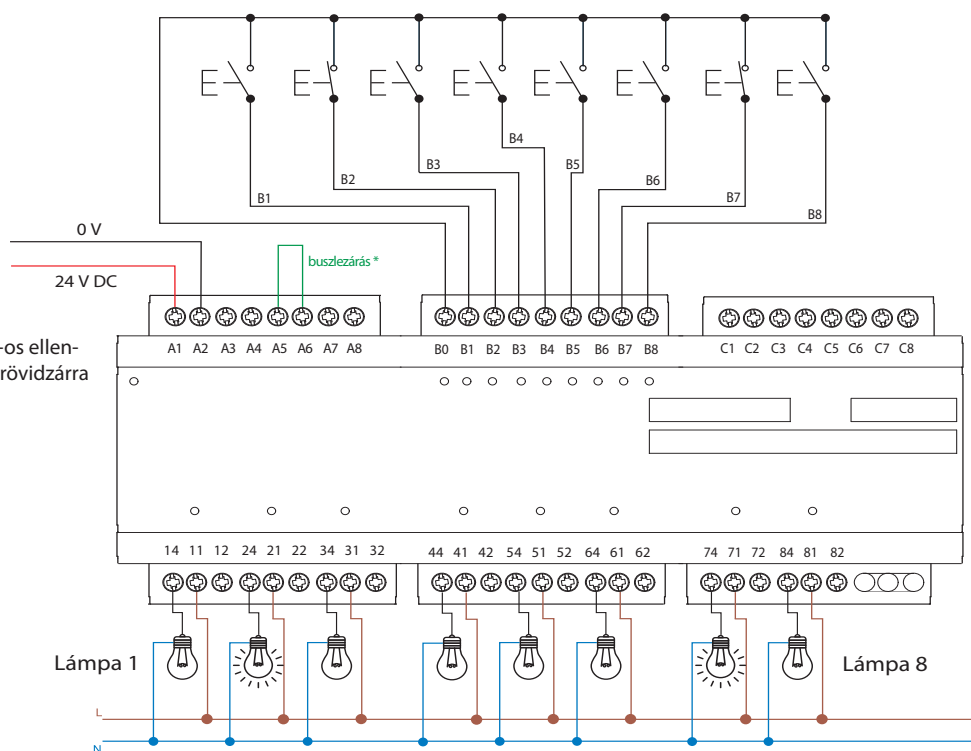 B4
B3
B5
B2
B6
B1
B7
B8
0 V
buszlezárás *
24 V DC
A1 A2 A3 A4 A5 A6 A7 A8
B0 B1 B2 B3 B4 B5 B6 B7 B8
C1 C2 C3 C4 C5 C6 C7 C8
-os ellen-
rövidzárra
14 11 12 24 21 22 34 31 32
44 41 42 54 51 52 64 61 62
74 71 72 84 81 82
Lámpa 1
Lámpa 8
L
N